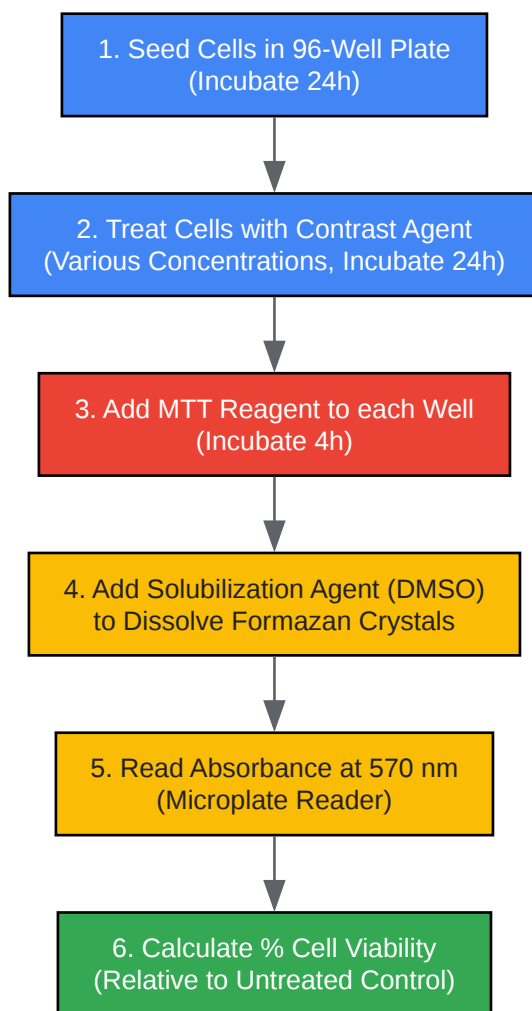 1. Seed Cells in 96-Well Plate
(Incubate 24h)
2. Treat Cells with Contrast Agent
(Various Concentrations, Incubate 24h)
3. Add MTT Reagent to each Well
(Incubate 4h)
4. Add Solubilization Agent (DMSO)
to Dissolve Formazan Crystals
5. Read Absorbance at 570 nm
(Microplate Reader)
6. Calculate % Cell Viability
(Relative to Untreated Control)